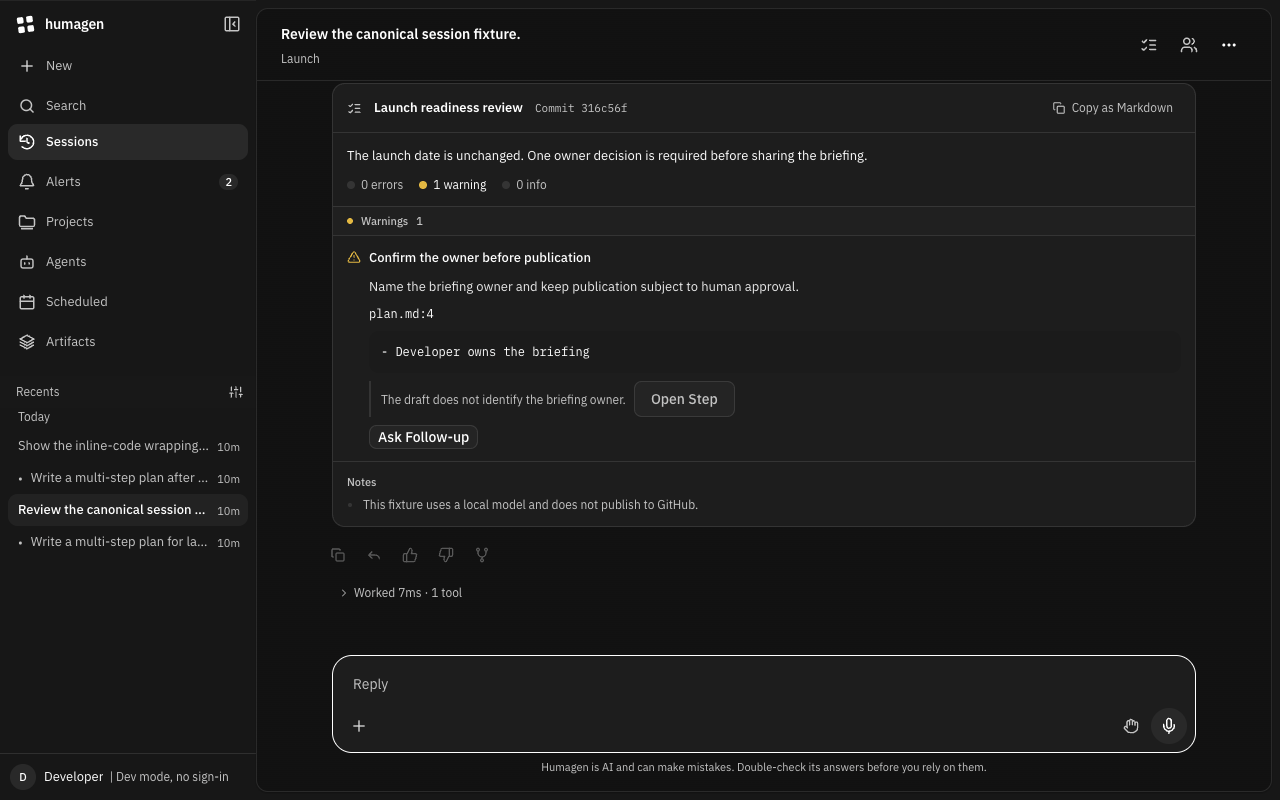 humagen
New
Search
Sessions
Alerts 2
Projects
Agents
Scheduled
Artifacts
Recents
Today
Show the inline-code wrapping... 10m
• Write a multi-step plan after ... 10m
Review the canonical session ... 10m
• Write a multi-step plan for la... 10m
D Developer | Dev mode, no sign-in
Review the canonical session fixture.
Launch
Launch readiness review Commit 316c56f Copy as Markdown
The launch date is unchanged. One owner decision is required before sharing the briefing.
0 errors 1 warning 0 info
Warnings 1
Confirm the owner before publication
Name the briefing owner and keep publication subject to human approval.
plan.md:4
- Developer owns the briefing
The draft does not identify the briefing owner. Open Step
Ask Follow-up
Notes
This fixture uses a local model and does not publish to GitHub.
Worked 7ms · 1 tool
Reply
Humagen is AI and can make mistakes. Double-check its answers before you rely on them.